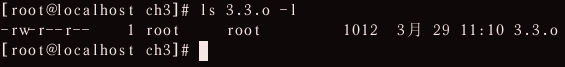 [root@localhost ch3]# ls 3.3.o -l
-rw-r--r-- 1 root root 1012 3月 29 11:10 3.3.o
[root@localhost ch3]#